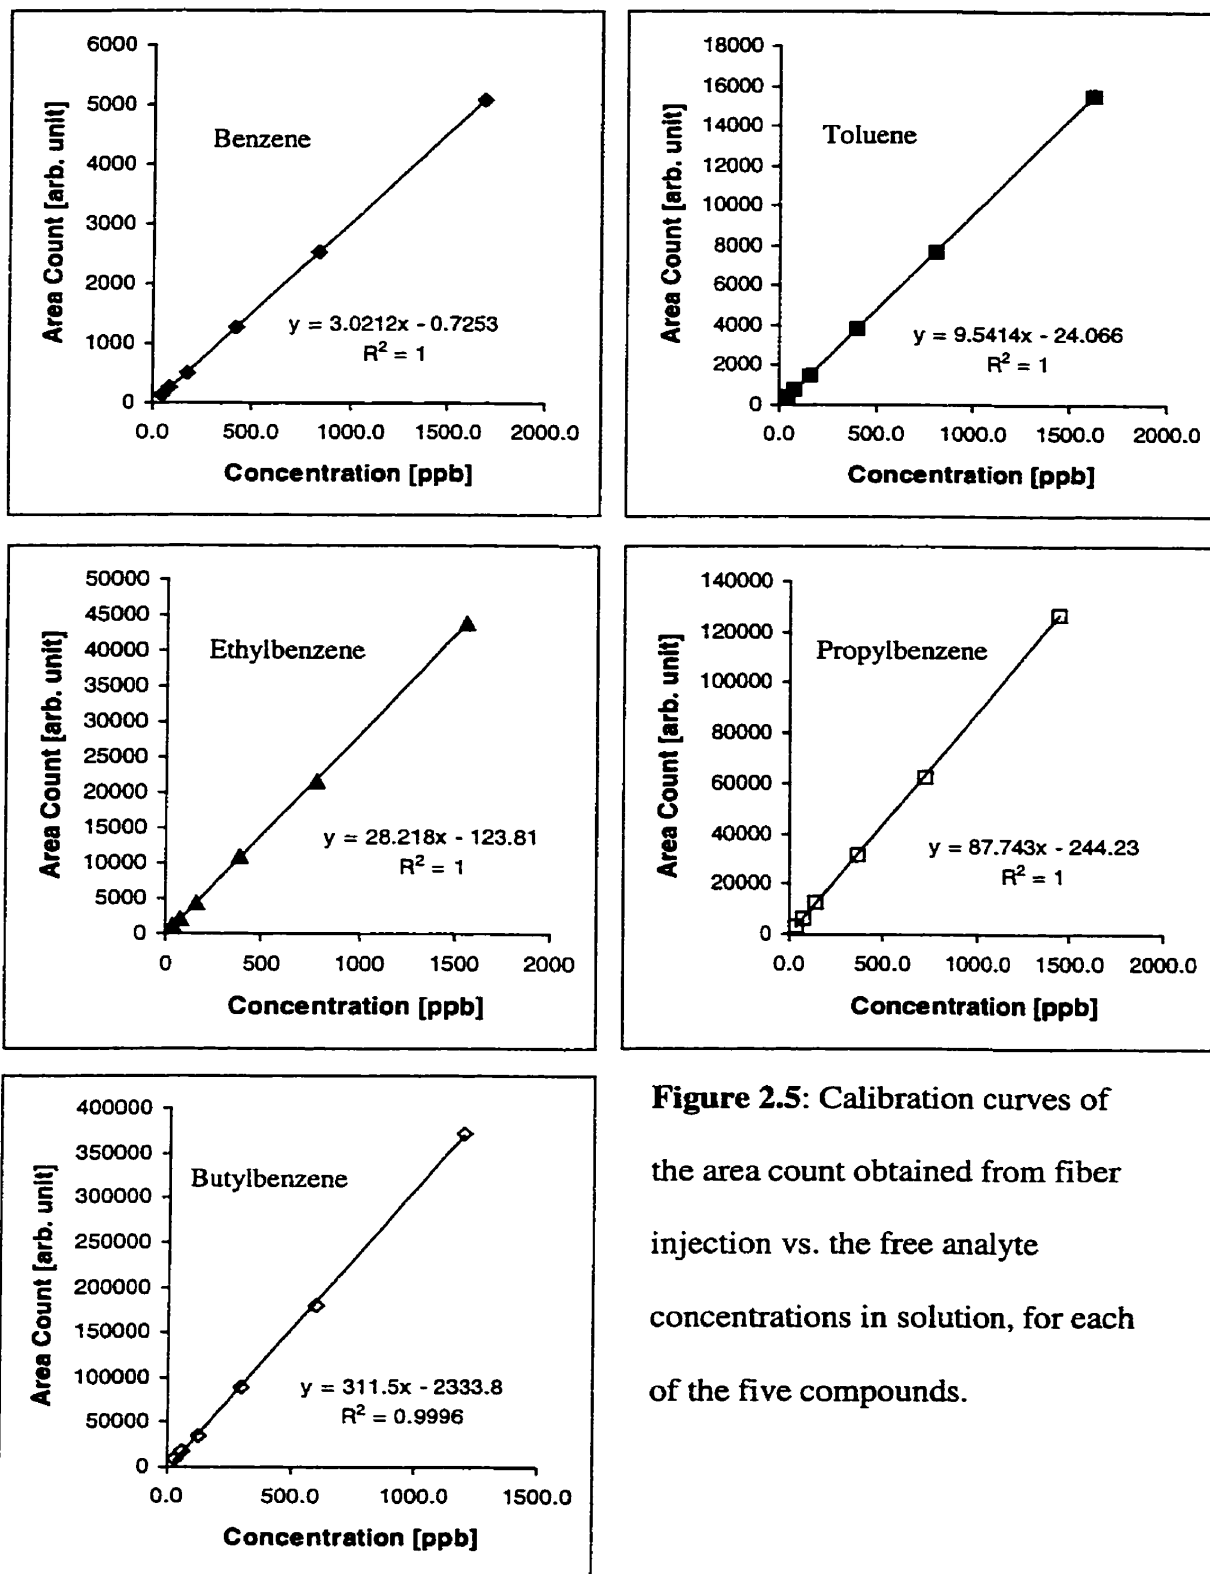 6000
5000
4000
3000
2000
1000
0
Area Count [arb. unit]
Benzene
y = 3.0212x - 0.7253
R² = 1
0.0 500.0 1000.0 1500.0 2000.0
Concentration [ppb]
18000
16000
14000
12000
10000
8000
6000
4000
2000
0
Area Count [arb. unit]
Toluene
y = 9.5414x - 24.066
R² = 1
0.0 500.0 1000.0 1500.0 2000.0
Concentration [ppb]
50000
45000
40000
35000
30000
25000
20000
15000
10000
5000
0
Area Count [arb. unit]
Ethylbenzene
y = 28.218x - 123.81
R² = 1
0 500 1000 1500 2000
Concentration [ppb]
140000
120000
100000
80000
60000
40000
20000
0
Area Count [arb. unit]
Propylbenzene
y = 87.743x - 244.23
R² = 1
0.0 500.0 1000.0 1500.0 2000.0
Concentration [ppb]
400000
350000
300000
250000
200000
150000
100000
50000
0
Area Count [arb. unit]
Butylbenzene
y = 311.5x - 2333.8
R² = 0.9996
0.0 500.0 1000.0 1500.0
Concentration [ppb]
Figure 2.5: Calibration curves of
the area count obtained from fiber
injection vs. the free analyte
concentrations in solution, for each
of the five compounds.